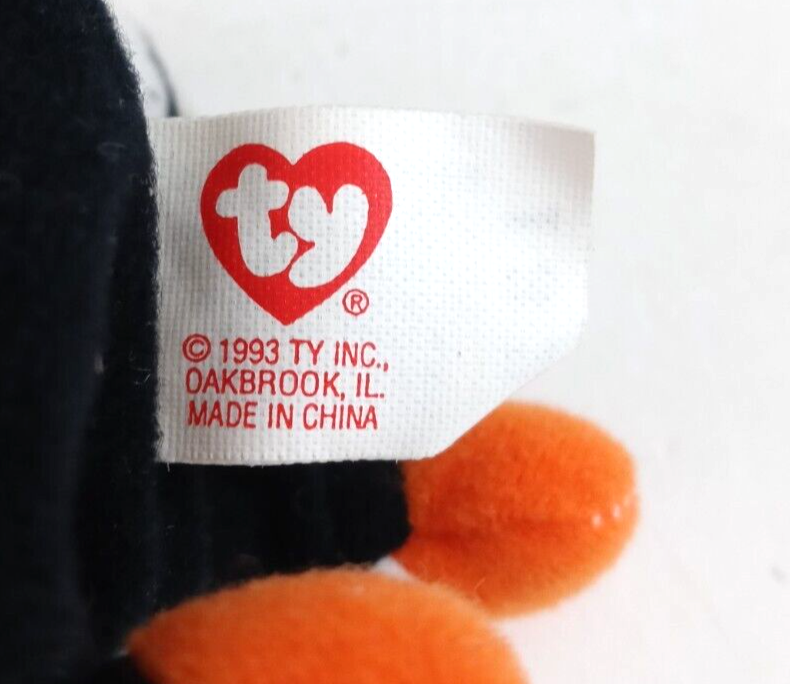 ty
®
© 1993 TY INC.,
OAKBROOK, IL.
MADE IN CHINA